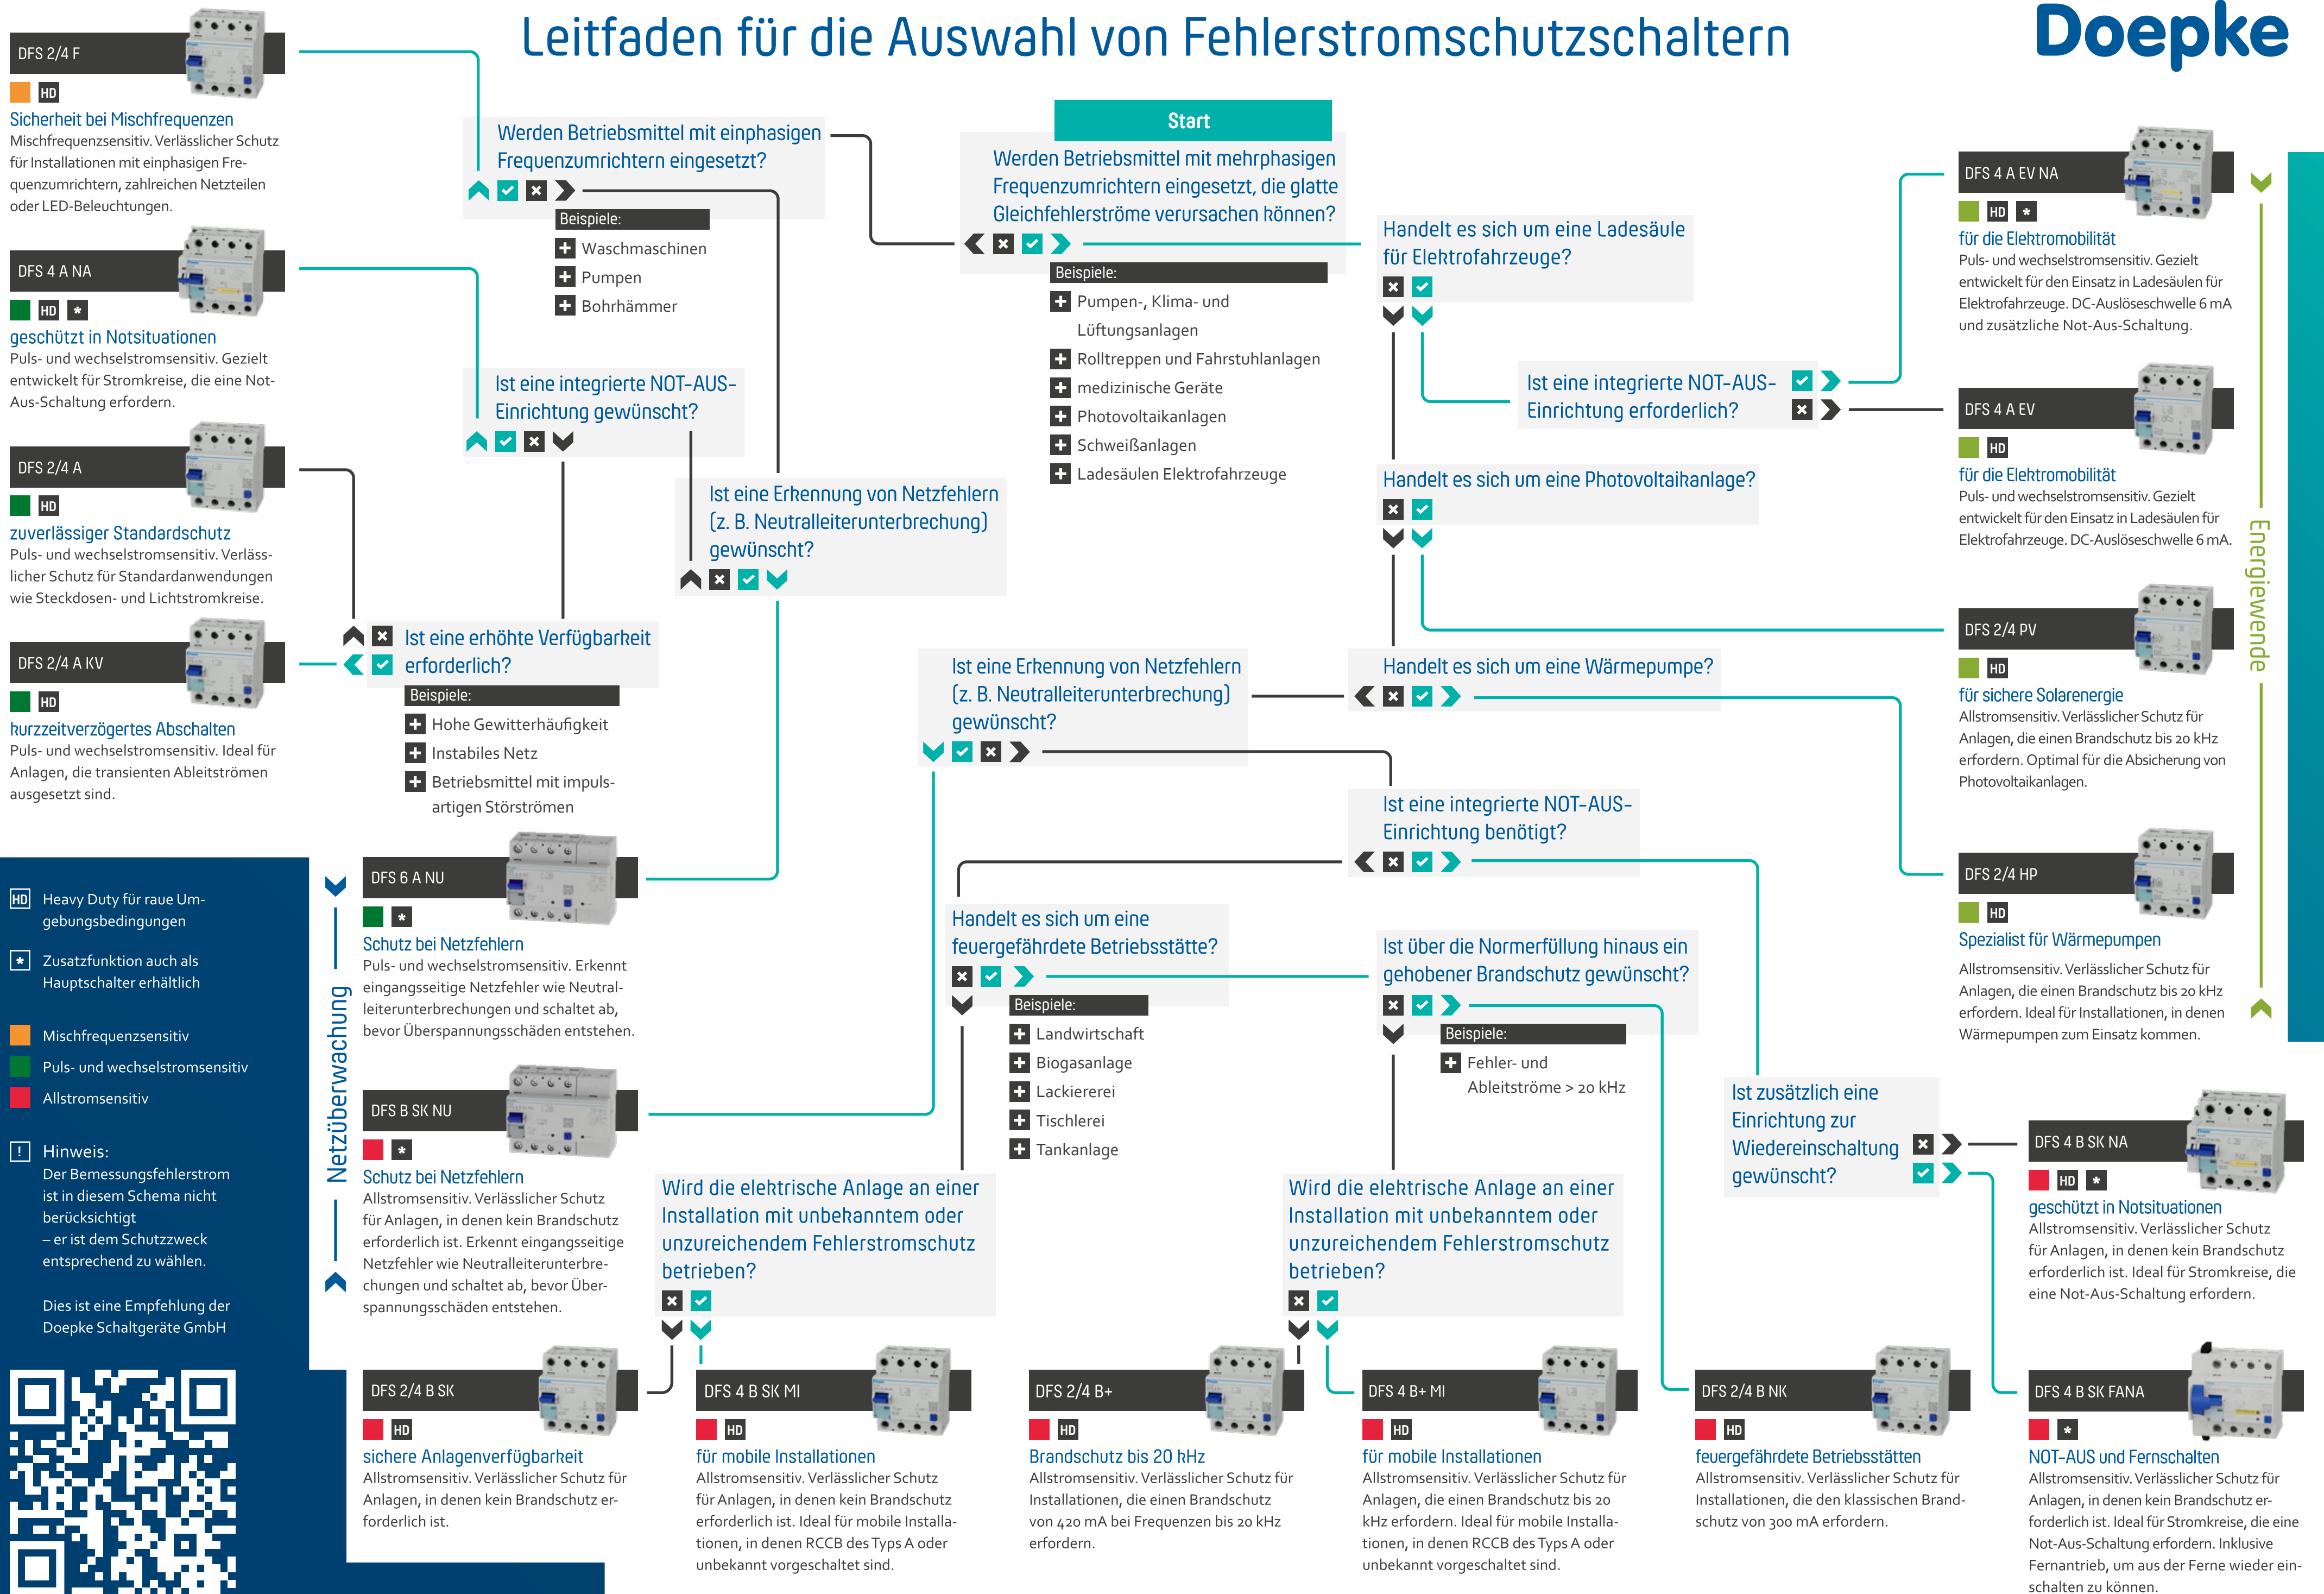 Leitfaden für die Auswahl von Fehlerstromschutzschaltern
Doepke
DFS 2/4 F
HD
Sicherheit bei Mischfrequenzen
Mischfrequenzsensitiv. Verlässlicher Schutz
für Installationen mit einphasigen Fre-
quenzumrichtern, zahlreichen Netzteilen
oder LED-Beleuchtungen.
DFS 4 A NA
HD *
geschützt in Notsituationen
Puls- und wechselstromsensitiv. Gezielt
entwickelt für Stromkreise, die eine Not-
Aus-Schaltung erfordern.
DFS 2/4 A
HD
zuverlässiger Standardschutz
Puls- und wechselstromsensitiv. Verläss-
licher Schutz für Standardanwendungen
wie Steckdosen- und Lichtstromkreise.
DFS 2/4 A KV
HD
kurzzeitverzögertes Abschalten
Puls- und wechselstromsensitiv. Ideal für
Anlagen, die transienten Ableitströmen
ausgesetzt sind.
Werden Betriebsmittel mit einphasigen
Frequenzumrichtern eingesetzt?
Beispiele:
Waschmaschinen
Pumpen
Bohrhämmer
Ist eine integrierte NOT-AUS-
Einrichtung gewünscht?
Ist eine Erkennung von Netzfehlern
(z. B. Neutralleiterunterbrechung)
gewünscht?
Ist eine erhöhte Verfügbarkeit
erforderlich?
Beispiele:
Hohe Gewitterhäufigkeit
Instabiles Netz
Betriebsmittel mit impuls-
artigen Störströmen
Start
Werden Betriebsmittel mit mehrphasigen
Frequenzumrichtern eingesetzt, die glatte
Gleichfehlerströme verursachen können?
Beispiele:
Pumpen-, Klima- und
Lüftungsanlagen
Rolltreppen und Fahrstuhlanlagen
medizinische Geräte
Photovoltaikanlagen
Schweißanlagen
Ladesäulen Elektrofahrzeuge
Handelt es sich um eine Ladesäule
für Elektrofahrzeuge?
Ist eine integrierte NOT-AUS-
Einrichtung erforderlich?
Handelt es sich um eine Photovoltaikanlage?
Handelt es sich um eine Wärmepumpe?
Ist eine Erkennung von Netzfehlern
(z. B. Neutralleiterunterbrechung)
gewünscht?
Ist eine integrierte NOT-AUS-
Einrichtung benötigt?
Handelt es sich um eine
feuergefährdete Betriebsstätte?
Beispiele:
Landwirtschaft
Biogasanlage
Lackiererei
Tischlerei
Tankanlage
Ist über die Normerfüllung hinaus ein
gehobener Brandschutz gewünscht?
Beispiele:
Fehler- und
Ableitströme > 20 kHz
Ist zusätzlich eine
Einrichtung zur
Wiedereinschaltung
gewünscht?
Wird die elektrische Anlage an einer
Installation mit unbekanntem oder
unzureichendem Fehlerstromschutz
betrieben?
Wird die elektrische Anlage an einer
Installation mit unbekanntem oder
unzureichendem Fehlerstromschutz
betrieben?
DFS 4 A EV NA
HD *
für die Elektromobilität
Puls- und wechselstromsensitiv. Gezielt
entwickelt für den Einsatz in Ladesäulen für
Elektrofahrzeuge. DC-Auslöseschwelle 6 mA
und zusätzliche Not-Aus-Schaltung.
DFS 4 A EV
HD
für die Elektromobilität
Puls- und wechselstromsensitiv. Gezielt
entwickelt für den Einsatz in Ladesäulen für
Elektrofahrzeuge. DC-Auslöseschwelle 6 mA.
DFS 2/4 PV
HD
für sichere Solarenergie
Allstromsensitiv. Verlässlicher Schutz für
Anlagen, die einen Brandschutz bis 20 kHz
erfordern. Optimal für die Absicherung von
Photovoltaikanlagen.
DFS 2/4 HP
HD
Spezialist für Wärmepumpen
Allstromsensitiv. Verlässlicher Schutz für
Anlagen, die einen Brandschutz bis 20 kHz
erfordern. Ideal für Installationen, in denen
Wärmepumpen zum Einsatz kommen.
Energiewende
HD Heavy Duty für raue Um-
gebungsbedingungen
* Zusatzfunktion auch als
Hauptschalter erhältlich
Mischfrequenzsensitiv
Puls- und wechselstromsensitiv
Allstromsensitiv
! Hinweis:
Der Bemessungsfehlerstrom
ist in diesem Schema nicht
berücksichtigt
– er ist dem Schutzzweck
entsprechend zu wählen.
Dies ist eine Empfehlung der
Doepke Schaltgeräte GmbH
Netzüberwachung
DFS 6 A NU
*
Schutz bei Netzfehlern
Puls- und wechselstromsensitiv. Erkennt
eingangsseitige Netzfehler wie Neutral-
leiterunterbrechungen und schaltet ab,
bevor Überspannungsschäden entstehen.
DFS B SK NU
*
Schutz bei Netzfehlern
Allstromsensitiv. Verlässlicher Schutz
für Anlagen, in denen kein Brandschutz
erforderlich ist. Erkennt eingangsseitige
Netzfehler wie Neutralleiterunterbre-
chungen und schaltet ab, bevor Über-
spannungsschäden entstehen.
DFS 4 B SK NA
HD *
geschützt in Notsituationen
Allstromsensitiv. Verlässlicher Schutz
für Anlagen, in denen kein Brandschutz
erforderlich ist. Ideal für Stromkreise, die
eine Not-Aus-Schaltung erfordern.
DFS 2/4 B SK
HD
sichere Anlagenverfügbarkeit
Allstromsensitiv. Verlässlicher Schutz für
Anlagen, in denen kein Brandschutz er-
forderlich ist.
DFS 4 B SK MI
HD
für mobile Installationen
Allstromsensitiv. Verlässlicher Schutz
für Anlagen, in denen kein Brandschutz
erforderlich ist. Ideal für mobile Installa-
tionen, in denen RCCB des Typs A oder
unbekannt vorgeschaltet sind.
DFS 2/4 B+
HD
Brandschutz bis 20 kHz
Allstromsensitiv. Verlässlicher Schutz für
Installationen, die einen Brandschutz
von 420 mA bei Frequenzen bis 20 kHz
erfordern.
DFS 4 B+ MI
HD
für mobile Installationen
Allstromsensitiv. Verlässlicher Schutz für
Anlagen, die einen Brandschutz bis 20
kHz erfordern. Ideal für mobile Installa-
tionen, in denen RCCB des Typs A oder
unbekannt vorgeschaltet sind.
DFS 2/4 B NK
HD
feuergefährdete Betriebsstätten
Allstromsensitiv. Verlässlicher Schutz für
Installationen, die den klassischen Brand-
schutz von 300 mA erfordern.
DFS 4 B SK FANA
*
NOT-AUS und Fernschalten
Allstromsensitiv. Verlässlicher Schutz für
Anlagen, in denen kein Brandschutz er-
forderlich ist. Ideal für Stromkreise, die eine
Not-Aus-Schaltung erfordern. Inklusive
Fernantrieb, um aus der Ferne wieder ein-
schalten zu können.